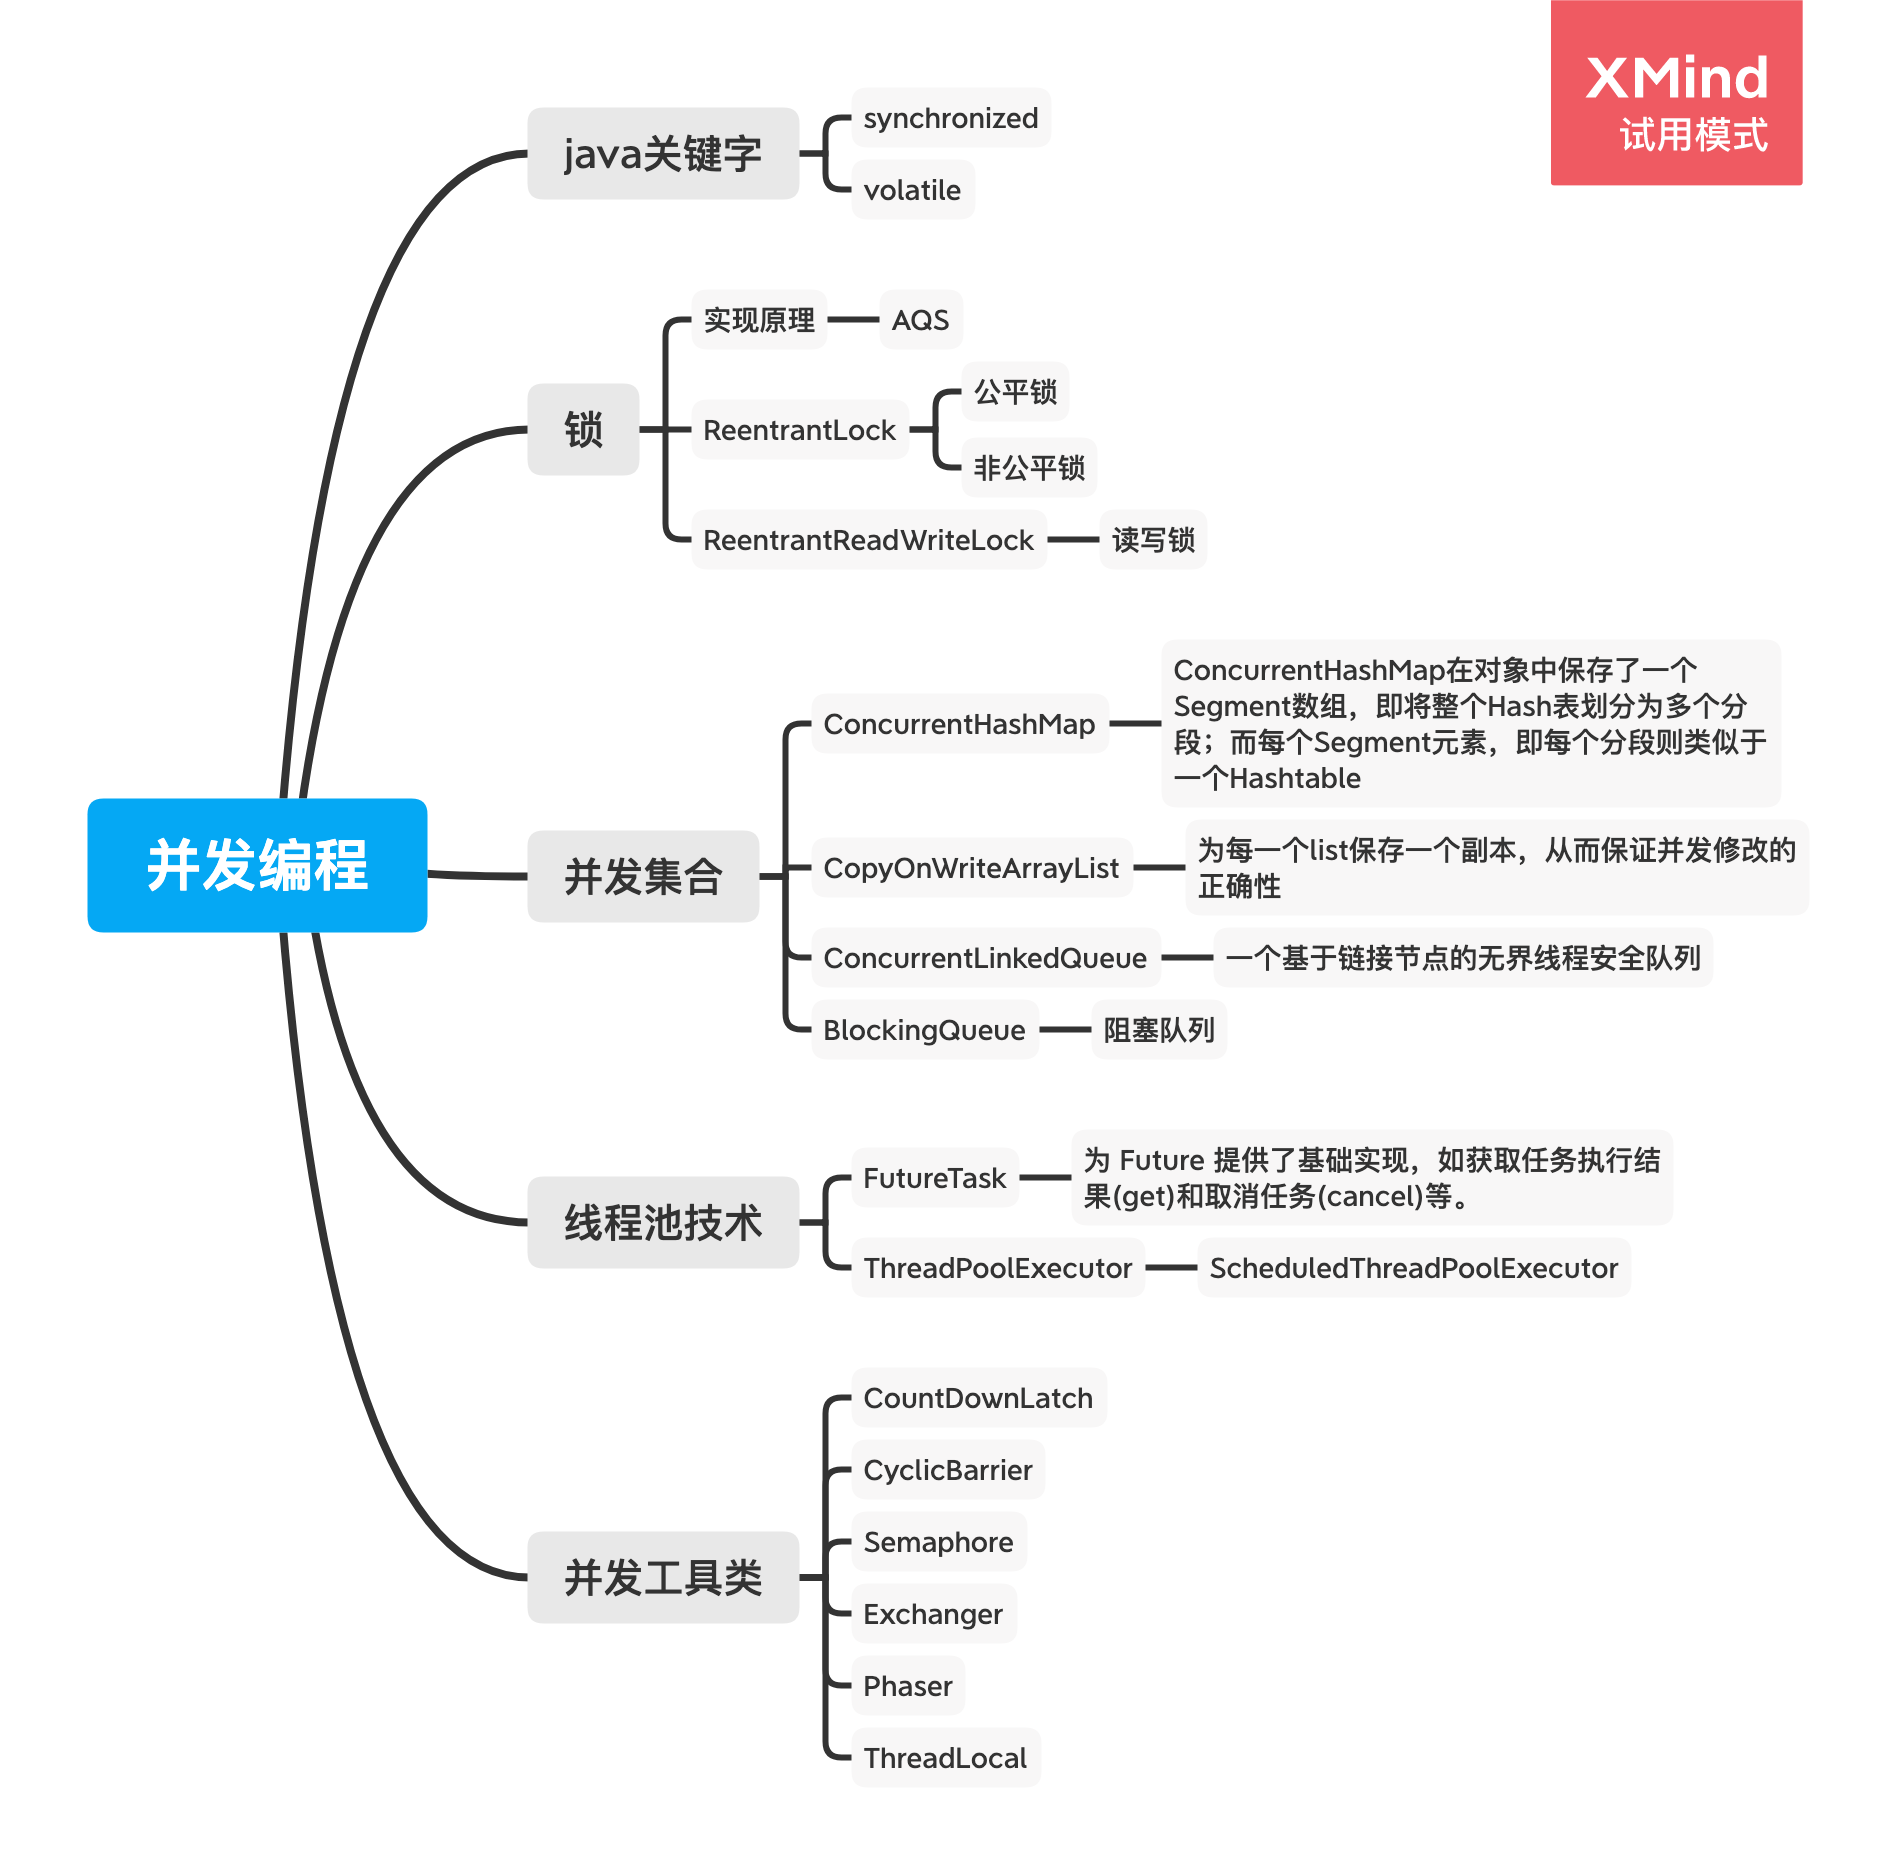 XMind
试用模式
java关键字
synchronized
volatile
锁
实现原理
AQS
ReentrantLock
公平锁
非公平锁
ReentrantReadWriteLock
读写锁
并发编程
并发集合
ConcurrentHashMap
ConcurrentHashMap在对象中保存了一个
Segment数组，即将整个Hash表划分为多个分
段；而每个Segment元素，即每个分段则类似于
一个Hashtable
CopyOnWriteArrayList
为每一个list保存一个副本，从而保证并发修改的
正确性
ConcurrentLinkedQueue
一个基于链接节点的无界线程安全队列
BlockingQueue
阻塞队列
线程池技术
FutureTask
为 Future 提供了基础实现，如获取任务执行结
果(get)和取消任务(cancel)等。
ThreadPoolExecutor
ScheduledThreadPoolExecutor
并发工具类
CountDownLatch
CyclicBarrier
Semaphore
Exchanger
Phaser
ThreadLocal